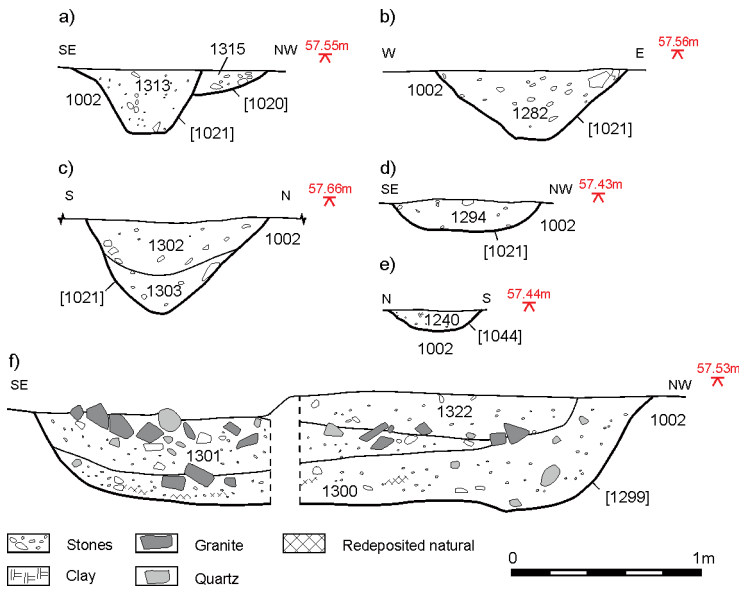 a)
SE 1315 NW 57.55m
1002 1313 [1020]
[1021]
b)
W E 57.56m
1002 1282 [1021]
c)
S N 57.66m
1302 1002
[1021] 1303
d)
SE NW 57.43m
1294 1002
[1021]
e)
N S 57.44m
1240 [1044]
1002
f)
SE NW 57.53m
1322 1002
1301
1300 [1299]
Stones Granite Redeposited natural
Clay Quartz
0 1m